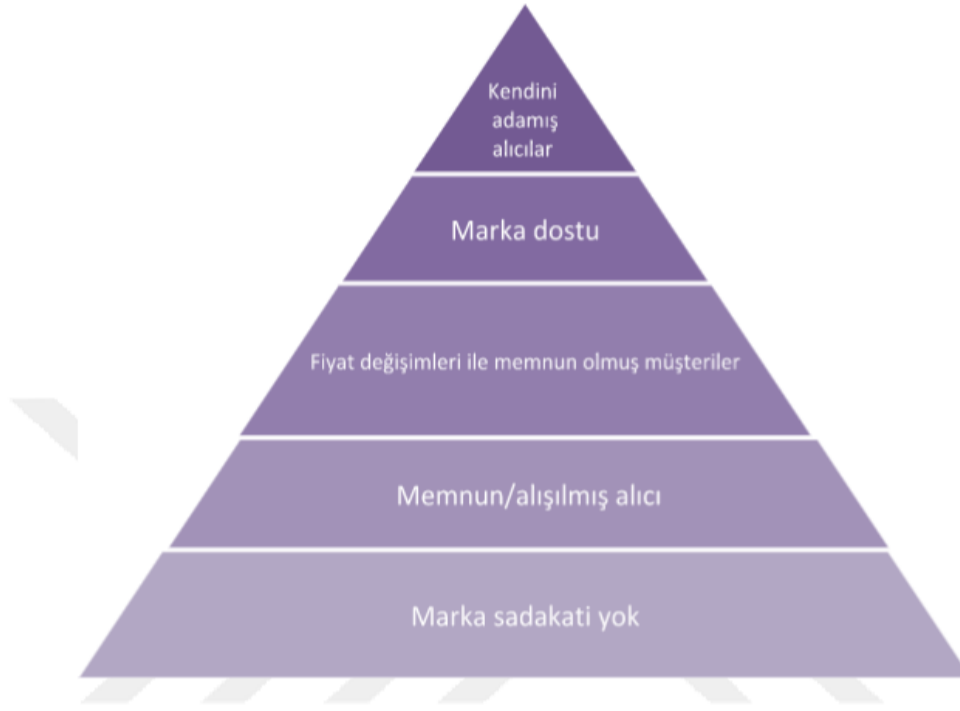 Kendini
adamış
alıcılar
Marka dostu
Fiyat değişimleri ile memnun olmuş müşteriler
Memnun/alışılmış alıcı
Marka sadakati yok